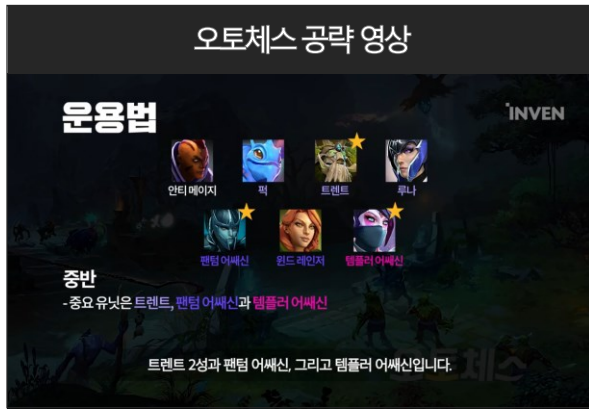 오토체스 공략 영상
운용법
INVEN
안티 메이지
퍽
트렌트
루나
팬텀 어쌔신
윈드 레인저
템플러 어쌔신
중반
- 중요 유닛은 트렌트, 팬텀 어쌔신과 템플러 어쌔신
트렌트 2성과 팬텀 어쌔신, 그리고 템플러 어쌔신입니다.
오토체스